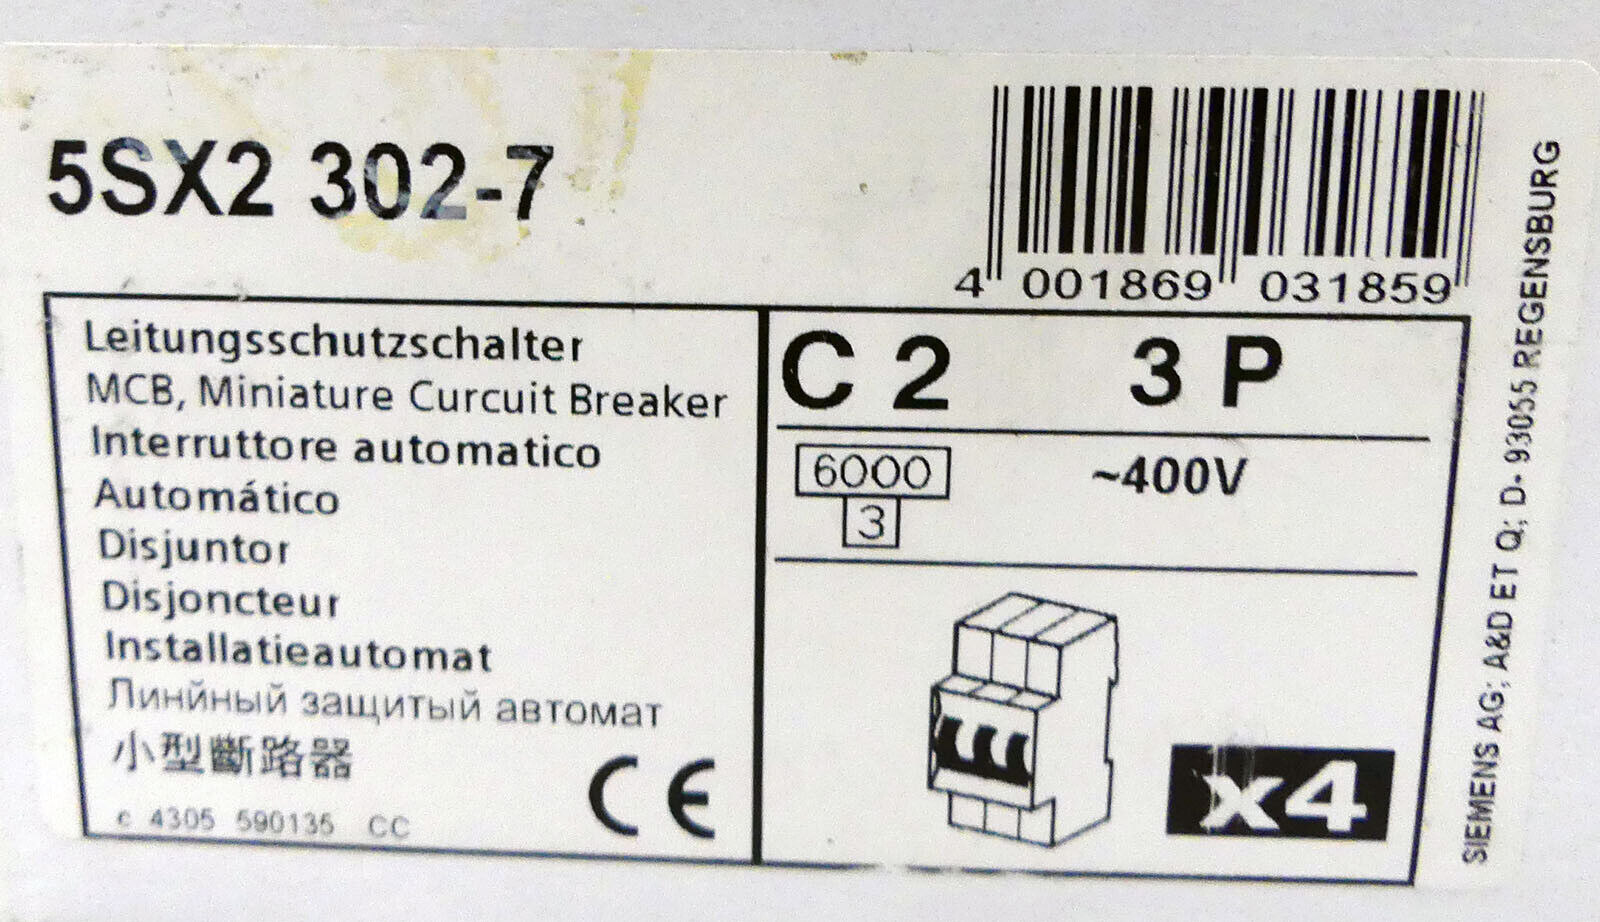 5SX2 302-7
4 001869 031859
Leitungsschutzschalter
MCB, Miniature Curcuit Breaker
Interruttore automatico
Automático
Disjuntor
Disjoncteur
Installatieautomat
Линйный защитый автомат
小型斷路器
c 4305 590135 CC
CE
C 2 3 P
6000 ~400V
3
x4
SIEMENS AG; A&D ET Q; D- 93055 REGENSBURG